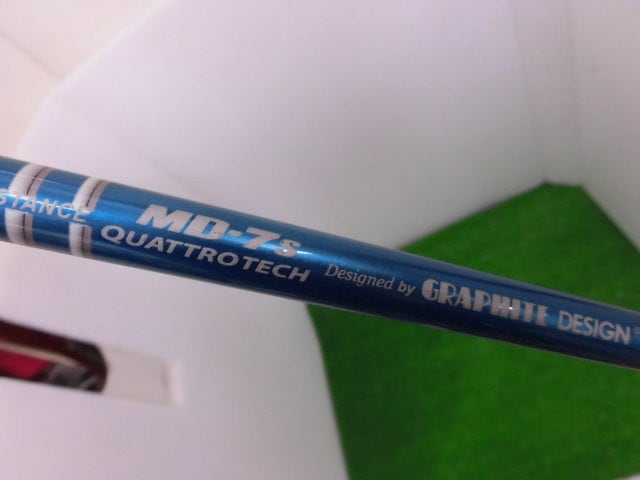 STANCE
MD-7s
QUATTROTECH
Designed by GRAPHITE DESIGN